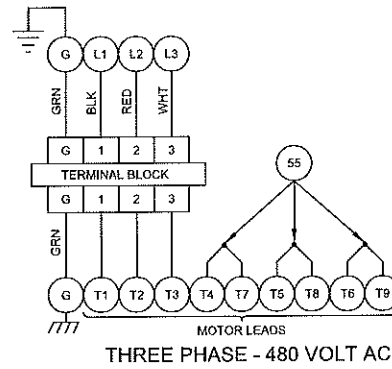 G L1 L2 L3
GRN BLK RED WHT
G 1 2 3
TERMINAL BLOCK
G 1 2 3
55
GRN
G T1 T2 T3 T4 T7 T5 T8 T6 T9
MOTOR LEADS
THREE PHASE - 480 VOLT AC